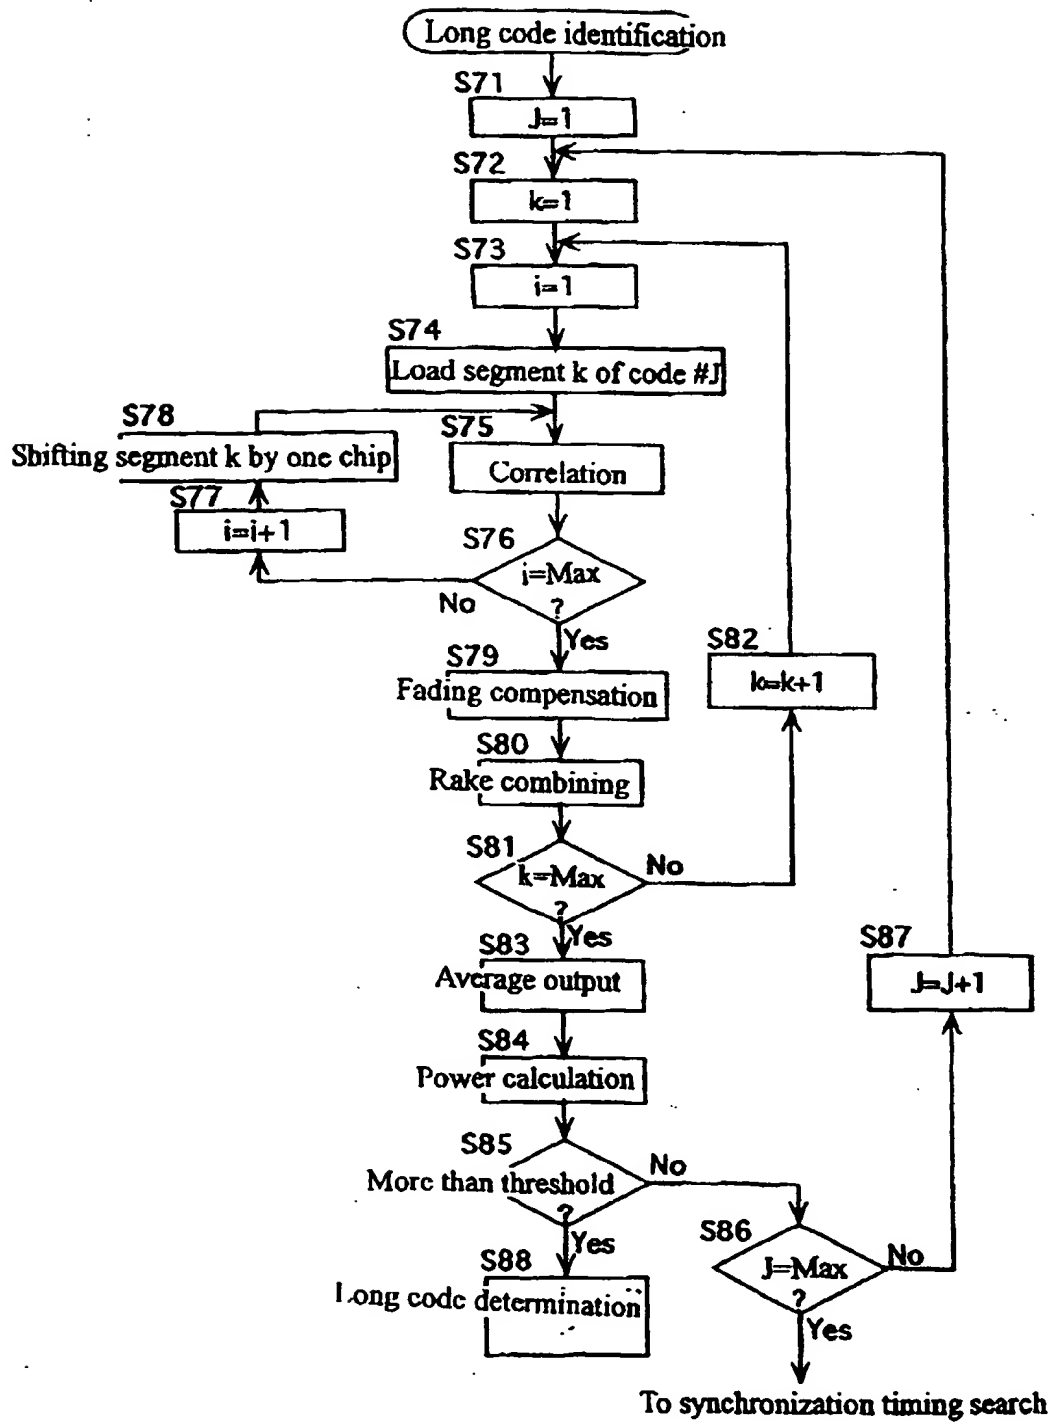 Long code identification
S71
J=1
S72
k=1
S73
i=1
S74
Load segment k of code #J
S78
Shifting segment k by one chip
S75
Correlation
S77
i=i+1
S76
i=Max
?
No
Yes
S79
Fading compensation
S82
k=k+1
S80
Rake combining
S81
k=Max
?
No
Yes
S83
Average output
S87
J=J+1
S84
Power calculation
S85
More than threshold
?
No
Yes
S86
J=Max
?
No
Yes
S88
Long code determination
To synchronization timing search